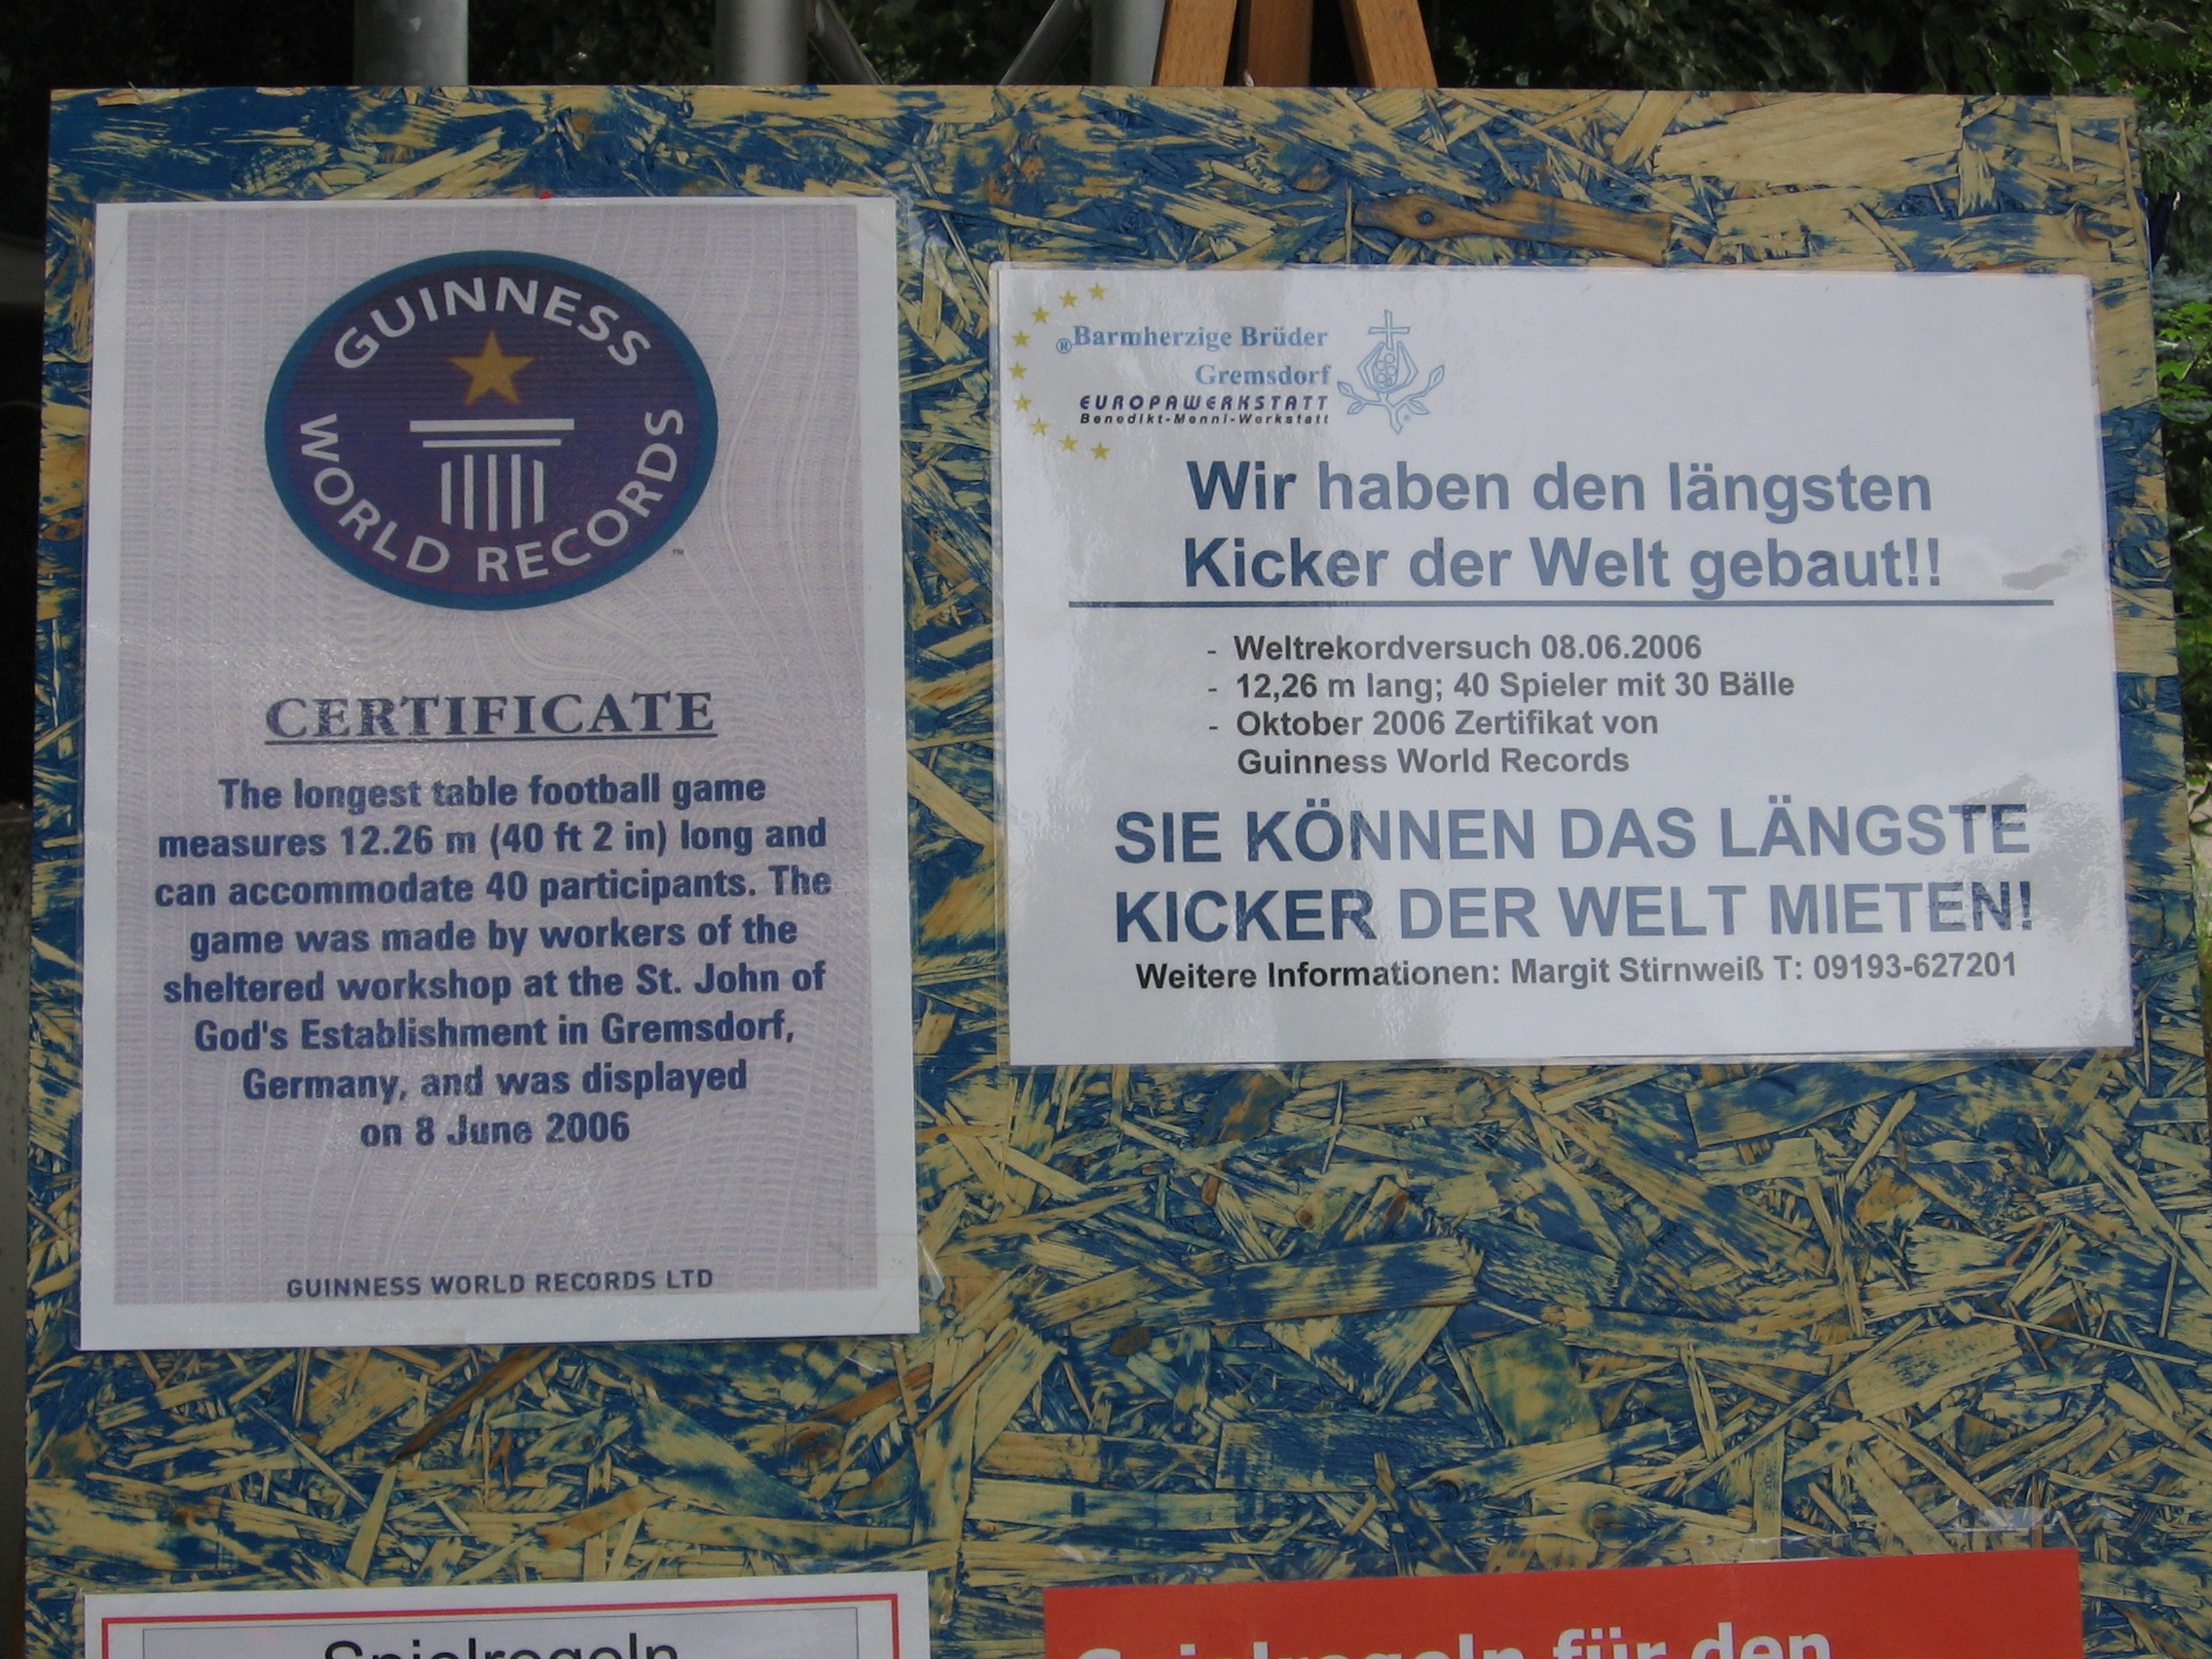 GUINNESS
WORLD RECORDS
™
CERTIFICATE
The longest table football game
measures 12.26 m (40 ft 2 in) long and
can accommodate 40 participants. The
game was made by workers of the
sheltered workshop at the St. John of
God's Establishment in Gremsdorf,
Germany, and was displayed
on 8 June 2006
GUINNESS WORLD RECORDS LTD
®Barmherzige Brüder
Gremsdorf
EUROPAWERKSTATT
Benedikt-Menni-Werkstatt
Wir haben den längsten
Kicker der Welt gebaut!!
- Weltrekordversuch 08.06.2006
- 12,26 m lang; 40 Spieler mit 30 Bälle
- Oktober 2006 Zertifikat von
Guinness World Records
SIE KÖNNEN DAS LÄNGSTE
KICKER DER WELT MIETEN!
Weitere Informationen: Margit Stirnweiß T: 09193-627201
Spielregeln
Spielregeln für den